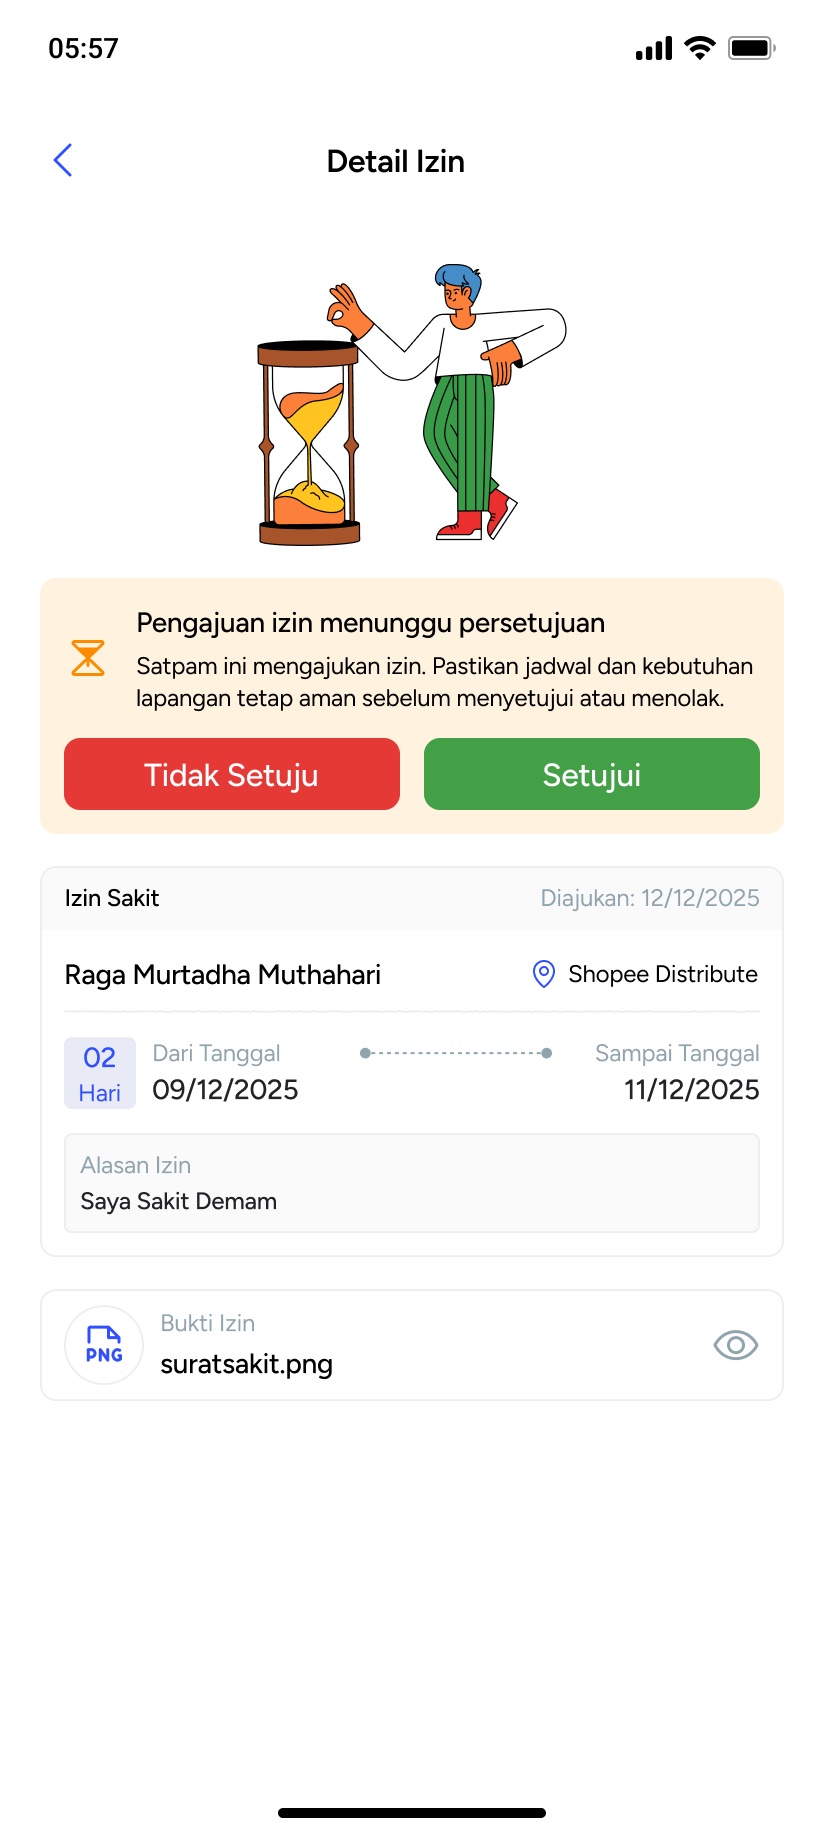 05:57
Detail Izin
Pengajuan izin menunggu persetujuan
Satpam ini mengajukan izin. Pastikan jadwal dan kebutuhan
lapangan tetap aman sebelum menyetujui atau menolak.
Tidak Setuju
Setujui
Izin Sakit
Diajukan: 12/12/2025
Raga Murtadha Muthahari
Shopee Distribute
02
Hari
Dari Tanggal
09/12/2025
Sampai Tanggal
11/12/2025
Alasan Izin
Saya Sakit Demam
PNG
Bukti Izin
suratsakit.png